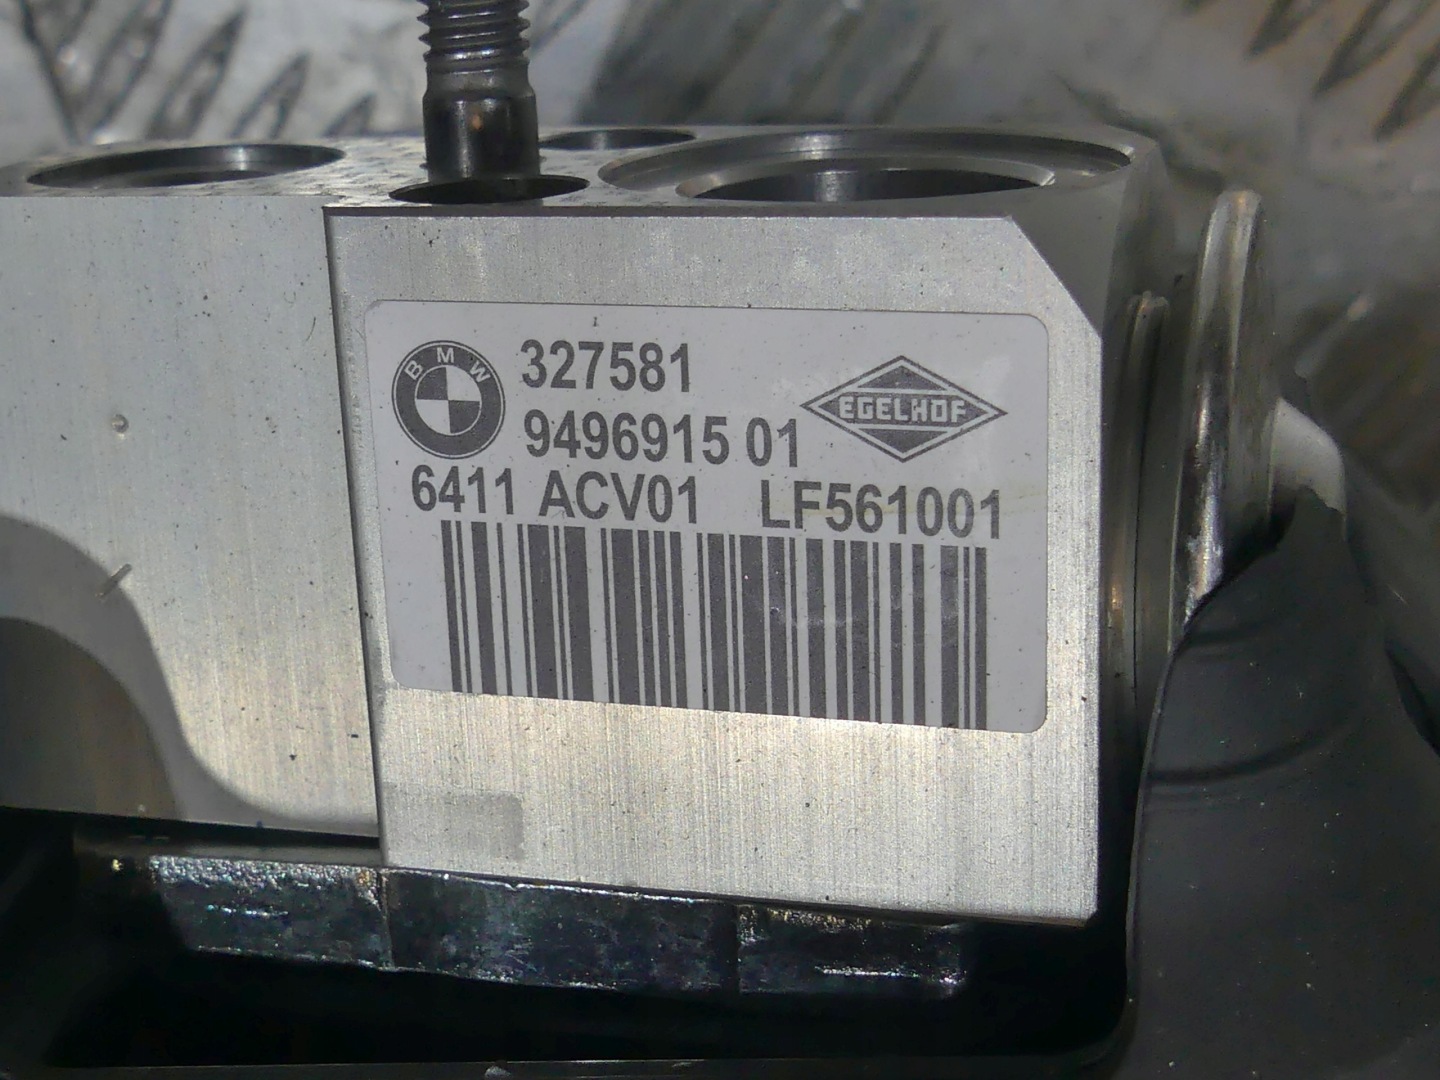 BMW 327581
9496915 01 EGELHOF
6411 ACV01 LF561001